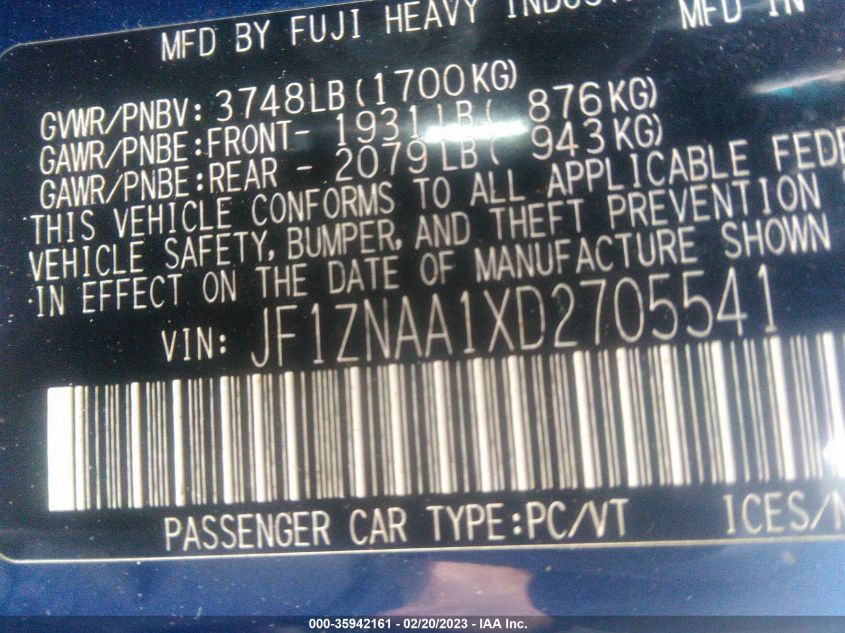 MFD BY FUJI HEAVY
MFD IN
GVWR/PNBV: 3748LB(1700KG)
GAWR/PNBE:FRONT- 1931LB( 876KG)
GAWR/PNBE:REAR - 2079LB( 943KG)
THIS VEHICLE CONFORMS TO ALL APPLICABLE
VEHICLE SAFETY, BUMPER, AND THEFT PREVENTION
IN EFFECT ON THE DATE OF MANUFACTURE SHOWN
VIN: JF1ZNAA1XD2705541
PASSENGER CAR TYPE:PC/VT ICES/
000-35942161 - 02/20/2023 - IAA Inc.